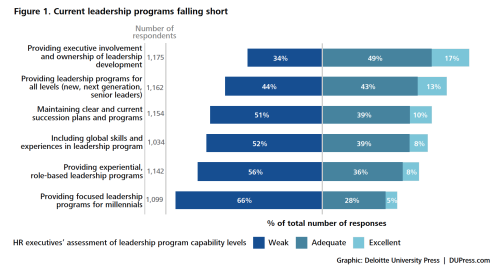 Figure 1. Current leadership programs falling short
Number of
respondents
Providing executive involvement
and ownership of leadership
development
1,175
34%
49%
17%
Providing leadership programs for
all levels (new, next generation,
senior leaders)
1,162
44%
43%
13%
Maintaining clear and current
succession plans and programs
1,154
51%
39%
10%
Including global skills and
experiences in leadership program
1,034
52%
39%
8%
Providing experiential,
role-based leadership programs
1,142
56%
36%
8%
Providing focused leadership
programs for millennials
1,099
66%
28%
5%
% of total number of responses
HR executives' assessment of leadership program capability levels Weak Adequate Excellent
Graphic: Deloitte University Press | DUPress.com